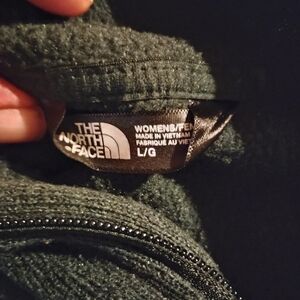 THE
NORTH
FACE
WOMENS/FEM
MADE IN VIETNAM
FABRIQUÉ AU VIET
L/G